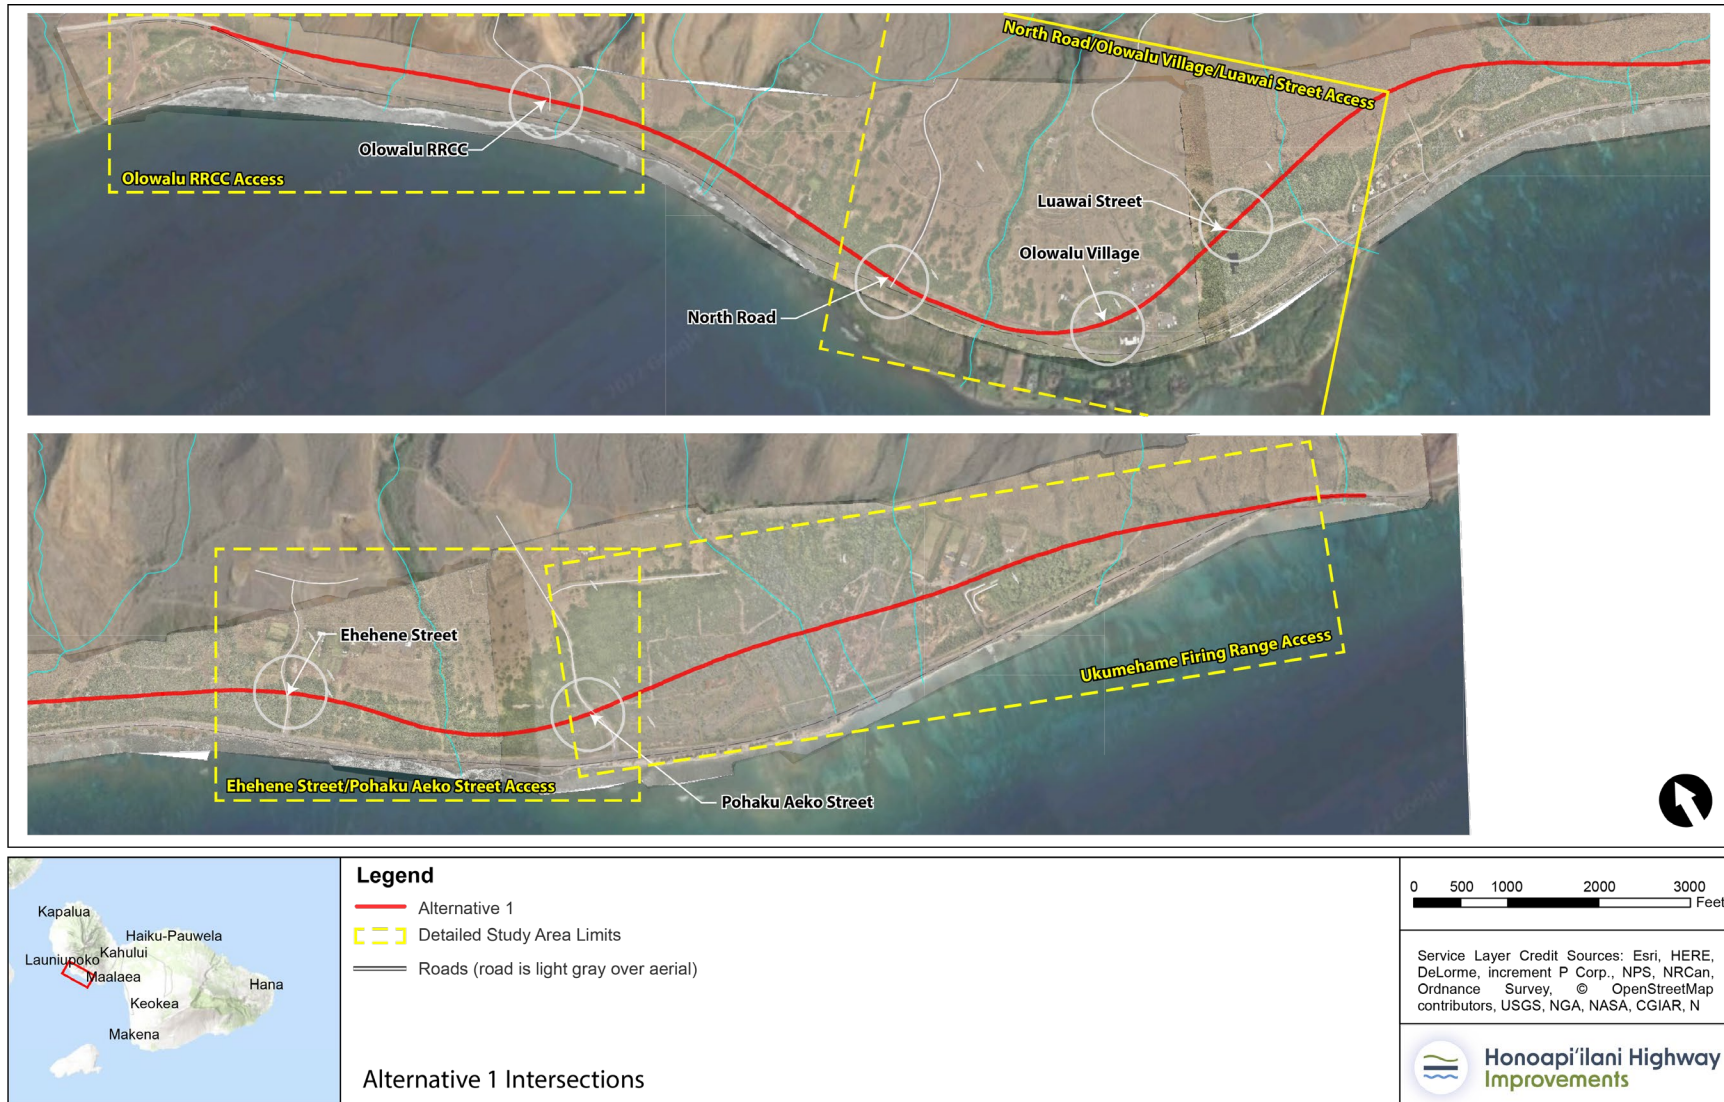 North Road/Olowalu Village/Luawai Street Access
Olowalu RRCC
Olowalu RRCC Access
Luawai Street
Olowalu Village
North Road
Ehehene Street
Ukumehame Firing Range Access
Ehehene Street/Pohaku Aeko Street Access
Pohaku Aeko Street
Kapalua
Haiku-Pauwela
Kahului
Launiupoko
Maalaea
Hana
Keokea
Makena
Legend
Alternative 1
Detailed Study Area Limits
Roads (road is light gray over aerial)
Alternative 1 Intersections
0 500 1000 2000 3000
Feet
Service Layer Credit Sources: Esri, HERE,
DeLorme, increment P Corp., NPS, NRCan,
Ordnance Survey, © OpenStreetMap
contributors, USGS, NGA, NASA, CGIAR, N
Honoapi‘ilani Highway
Improvements